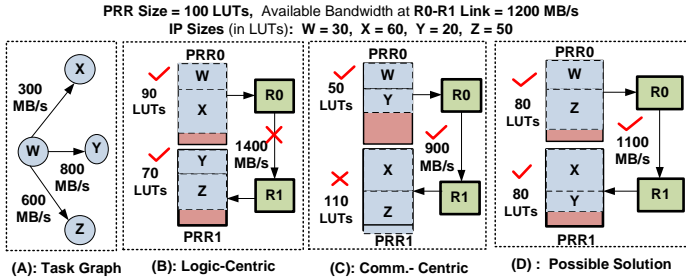 PRR Size = 100 LUTs, Available Bandwidth at R0-R1 Link = 1200 MB/s
IP Sizes (in LUTs): W = 30, X = 60, Y = 20, Z = 50
X
300
MB/s
W
Y
800
MB/s
600
MB/s
Z
(A): Task Graph
PRR0
W
X
90
LUTs
R0
1400
MB/s
Y
Z
70
LUTs
R1
PRR1
(B): Logic-Centric
PRR0
W
Y
50
LUTs
R0
900
MB/s
X
Z
110
LUTs
R1
PRR1
(C): Comm.- Centric
PRR0
W
Z
80
LUTs
R0
1100
MB/s
X
Y
80
LUTs
R1
PRR1
(D) : Possible Solution